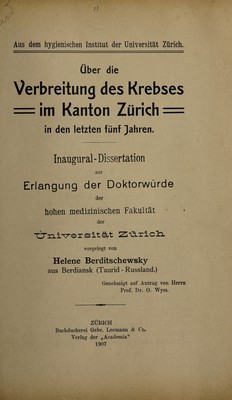 Aus dem hygienischen Institut der Universität Zürich.
Über die
Verbreitung des Krebses
im Kanton Zürich
in den letzten fünf Jahren.
Inaugural-Dissertation
zur
Erlangung der Doktorwürde
der
hohen medizinischen Fakultät
der
Universität Zürich
vorgelegt von
Helene Berditschewsky
aus Berdiansk (Taurid - Russland.)
Genehmigt auf Antrag von Herrn
Prof. Dr. O. Wyss.
ZÜRICH
Buchdruckerei Gebr. Leemann & Co.
Verlag der „Academia"
1907